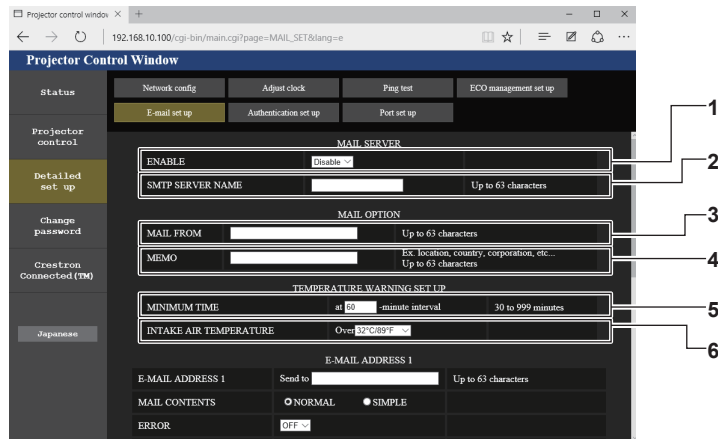 Projector control window
192.168.10.100/cgi-bin/main.cgi?page=MAIL_SET&lang=e
Projector Control Window
Status
Network config
Adjust clock
Ping test
ECO management set up
E-mail set up
Authentication set up
Port set up
Projector
control
Detailed
set up
Change
password
Crestron
Connected(TM)
Japanese
MAIL SERVER
ENABLE Disable
1
SMTP SERVER NAME Up to 63 characters
2
MAIL OPTION
MAIL FROM Up to 63 characters
3
MEMO Ex. location, country, corporation, etc...
Up to 63 characters
4
TEMPERATURE WARNING SET UP
MINIMUM TIME at 60 -minute interval 30 to 999 minutes
5
INTAKE AIR TEMPERATURE Over 32°C/89°F
6
E-MAIL ADDRESS 1
E-MAIL ADDRESS 1 Send to Up to 63 characters
MAIL CONTENTS NORMAL SIMPLE
ERROR OFF